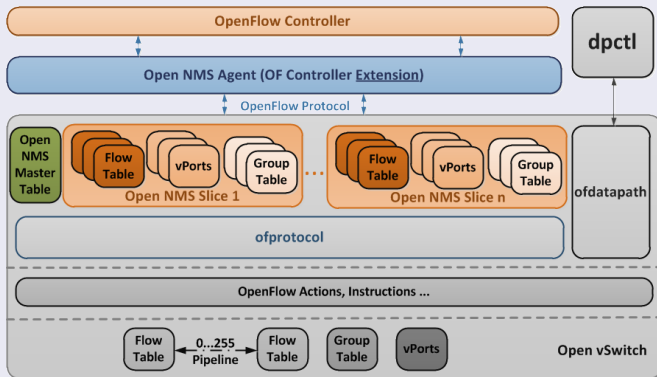 OpenFlow Controller
dpctl
Open NMS Agent (OF Controller Extension)
OpenFlow Protocol
Open
NMS
Master
Table
Flow
Table
vPorts
Group
Table
Open NMS Slice 1
...
Flow
Table
vPorts
Group
Table
Open NMS Slice n
ofdatapath
ofprotocol
OpenFlow Actions, Instructions ...
Flow
Table
0...255
Pipeline
Flow
Table
Group
Table
vPorts
Open vSwitch